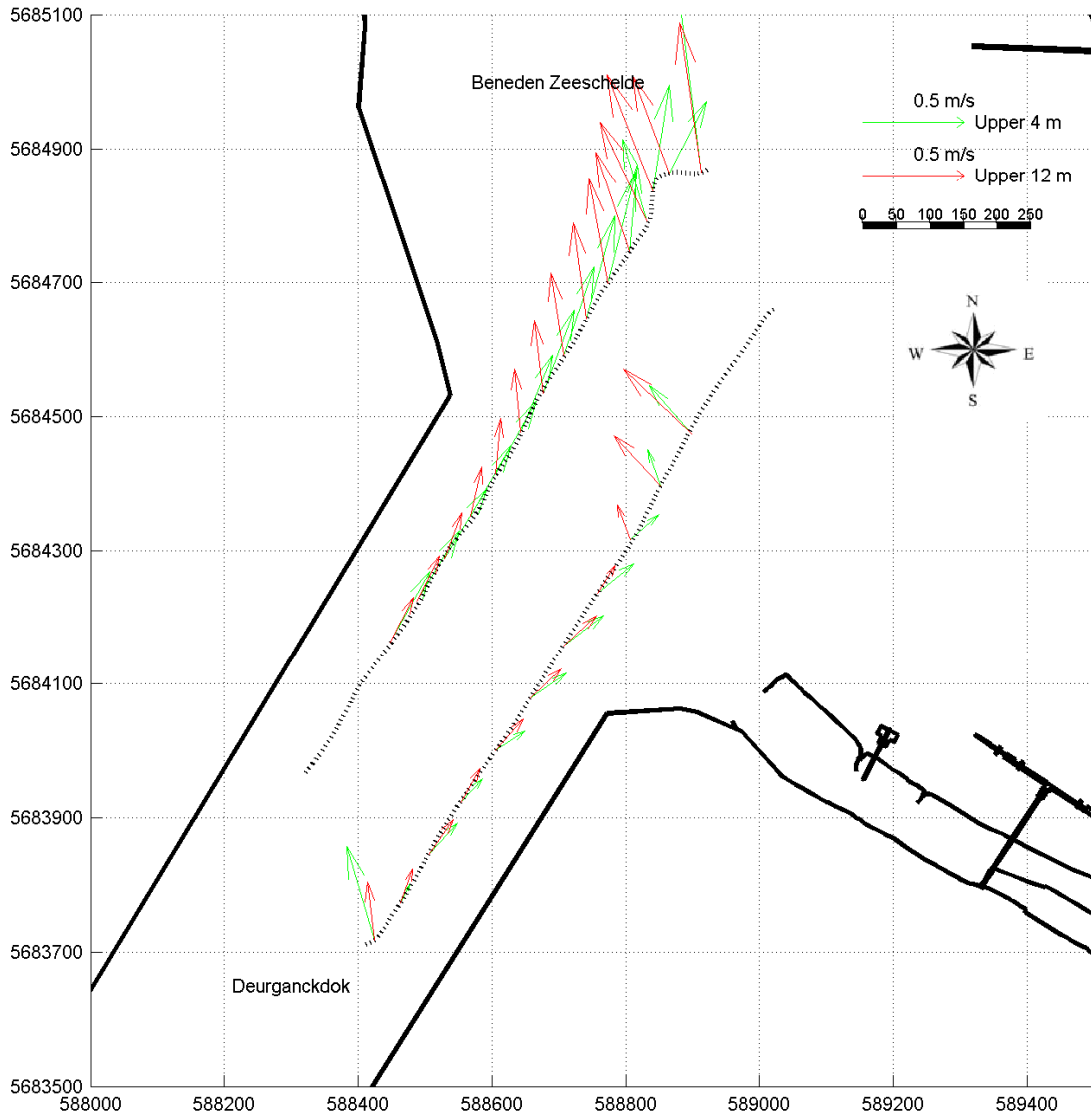 5685100
Beneden Zeeschelde
0.5 m/s
Upper 4 m
5684900
0.5 m/s
Upper 12 m
0 50 100 150 200 250
5684700
N
W E
S
5684500
5684300
5684100
5683900
5683700
Deurganckdok
5683500
588000 588200 588400 588600 588800 589000 589200 589400